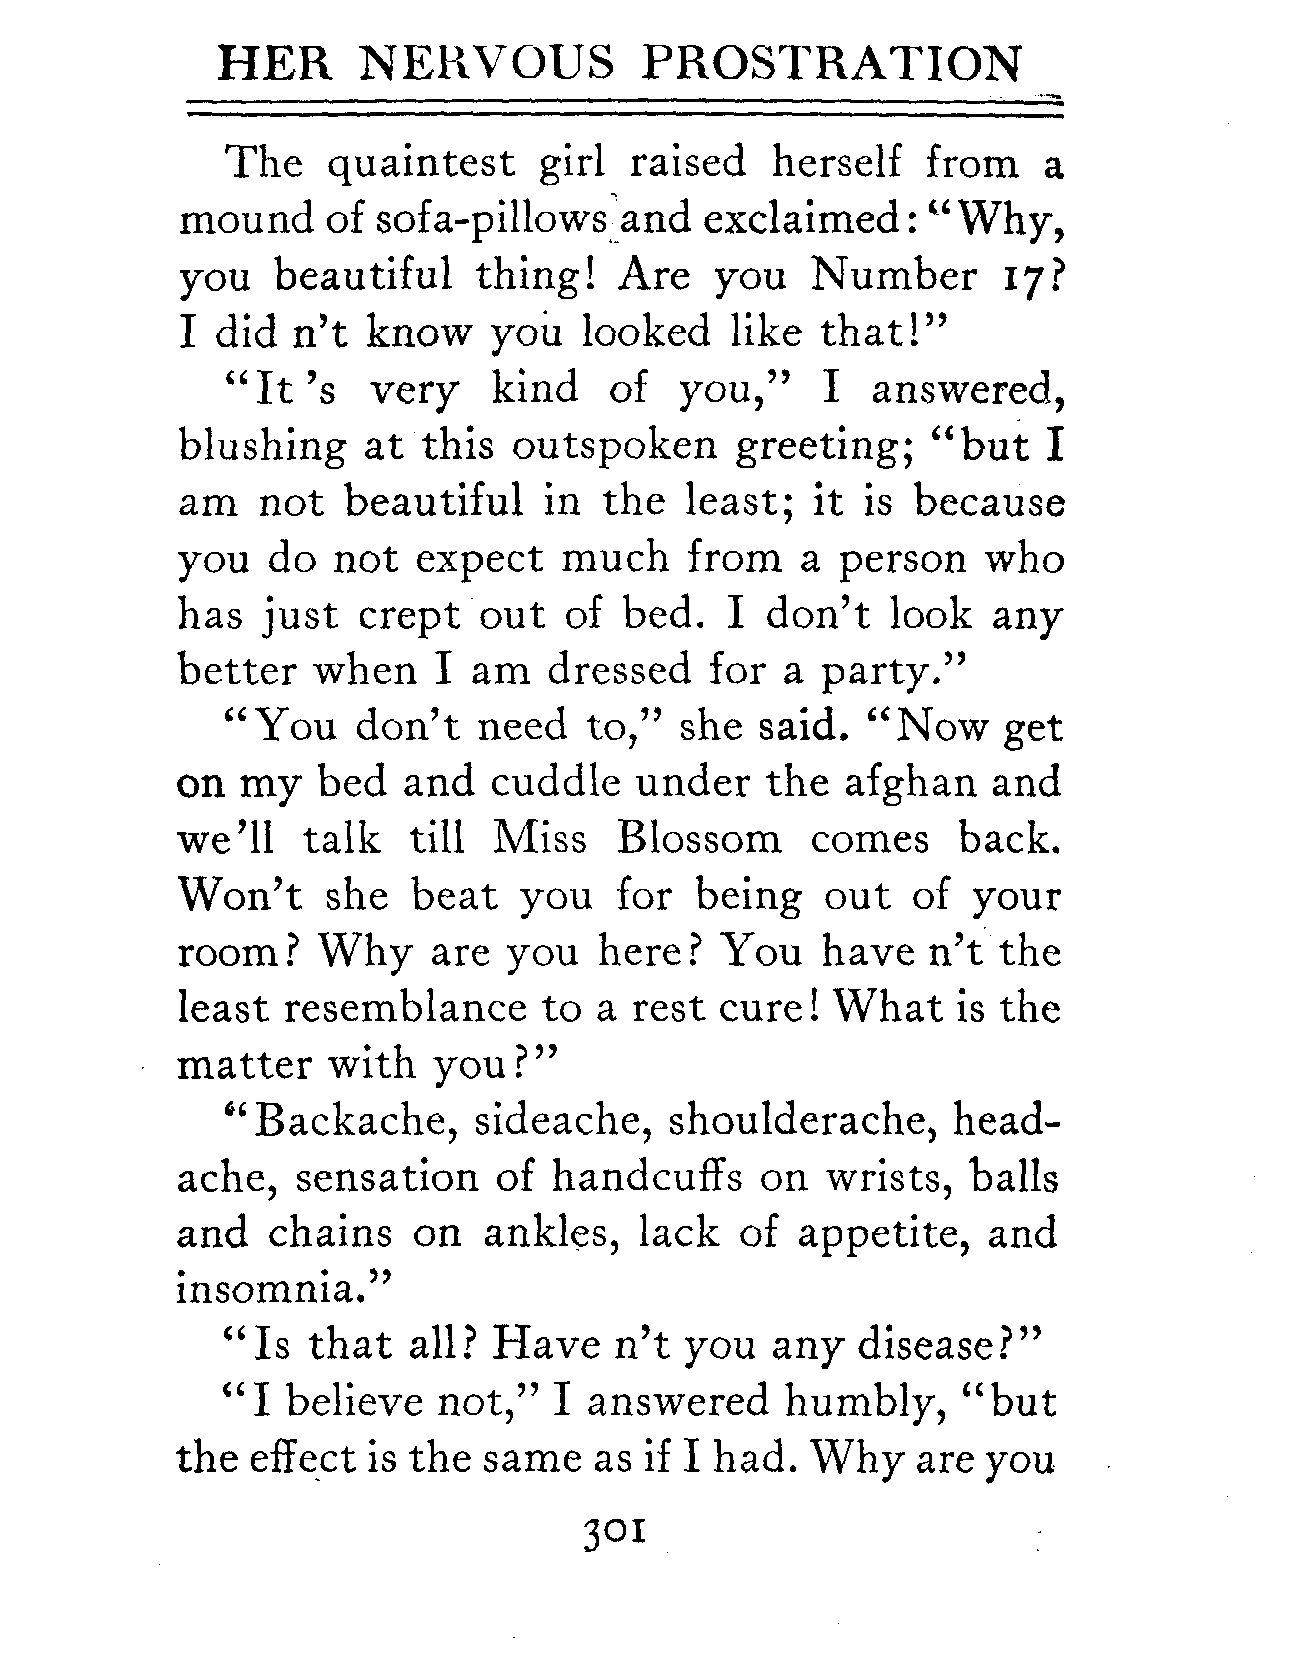 HER NERVOUS PROSTRATION
The quaintest girl raised herself from a
mound of sofa-pillows and exclaimed: “Why,
you beautiful thing! Are you Number 17?
I did n’t know you looked like that!”
“It ’s very kind of you,” I answered,
blushing at this outspoken greeting; “but I
am not beautiful in the least; it is because
you do not expect much from a person who
has just crept out of bed. I don’t look any
better when I am dressed for a party.”
“You don’t need to,” she said. “Now get
on my bed and cuddle under the afghan and
we’ll talk till Miss Blossom comes back.
Won’t she beat you for being out of your
room? Why are you here? You have n’t the
least resemblance to a rest cure! What is the
matter with you?”
“Backache, sideache, shoulderache, head-
ache, sensation of handcuffs on wrists, balls
and chains on ankles, lack of appetite, and
insomnia.”
“Is that all? Have n’t you any disease?”
“I believe not,” I answered humbly, “but
the effect is the same as if I had. Why are you
301